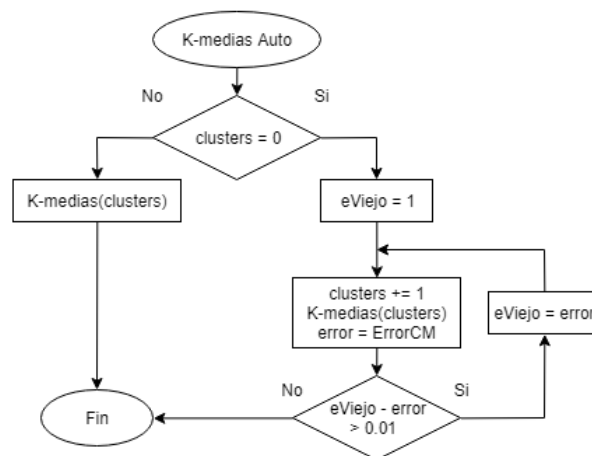 K-medias Auto
No
Si
clusters = 0
K-medias(clusters)
eViejo = 1
clusters += 1
K-medias(clusters)
error = ErrorCM
eViejo = error
No
Si
eViejo - error
> 0.01
Fin